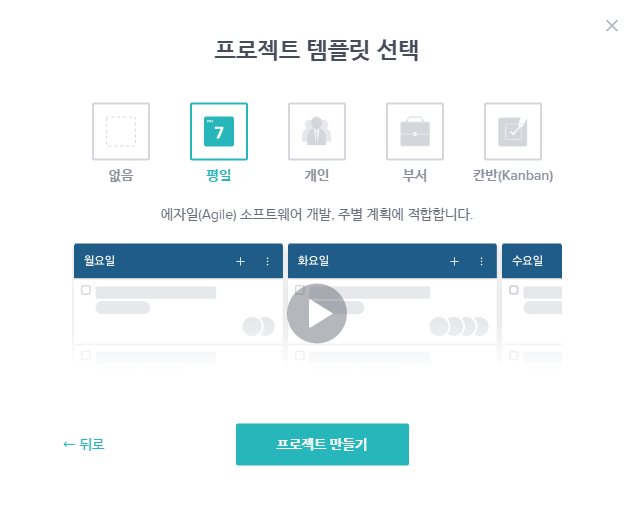 프로젝트 템플릿 선택
7
없음
평일
개인
부서
칸반(Kanban)
에자일(Agile) 소프트웨어 개발, 주별 계획에 적합합니다.
월요일
화요일
수요일
← 뒤로
프로젝트 만들기